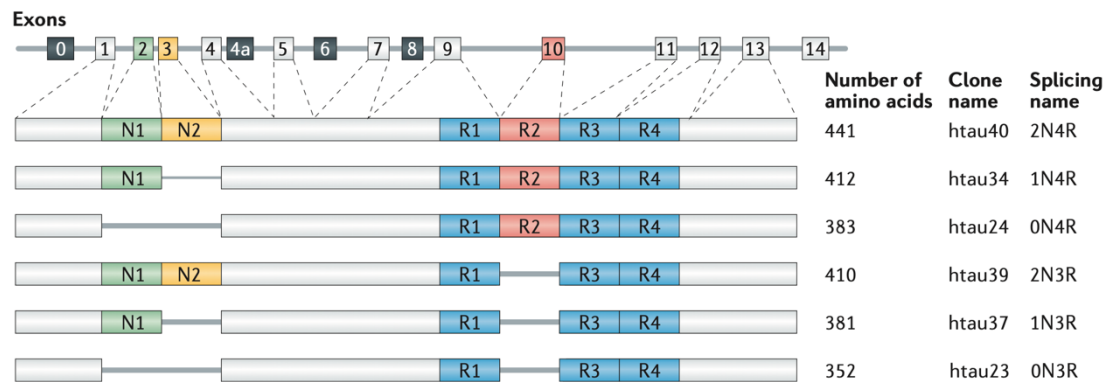 Exons
0 1 2 3 4 4a 5 6 7 8 9 10 11 12 13 14
Number of amino acids Clone name Splicing name
N1 N2 R1 R2 R3 R4 441 htau40 2N4R
N1 R1 R2 R3 R4 412 htau34 1N4R
R1 R2 R3 R4 383 htau24 0N4R
N1 N2 R1 R3 R4 410 htau39 2N3R
N1 R1 R3 R4 381 htau37 1N3R
R1 R3 R4 352 htau23 0N3R